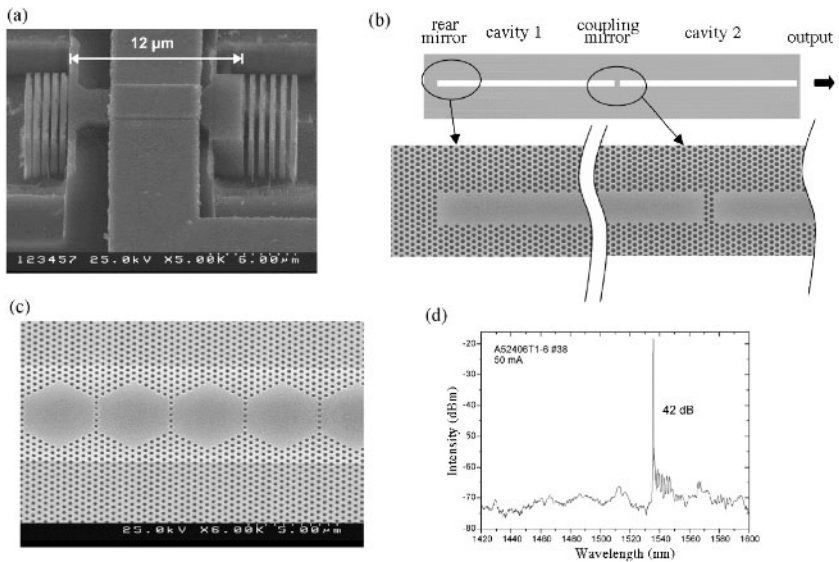 (a)
12 µm
123457 25.0kV X5.00K 6.00µm
(b)
rear mirror
cavity 1
coupling mirror
cavity 2
output
(c)
25.0kV X6.00K 5.00µm
(d)
A52406T1-6 #38
50 mA
42 dB
Intensity (dBm)
-20
-30
-40
-50
-60
-70
-80
1420 1440 1460 1480 1500 1520 1540 1560 1580 1600
Wavelength (nm)